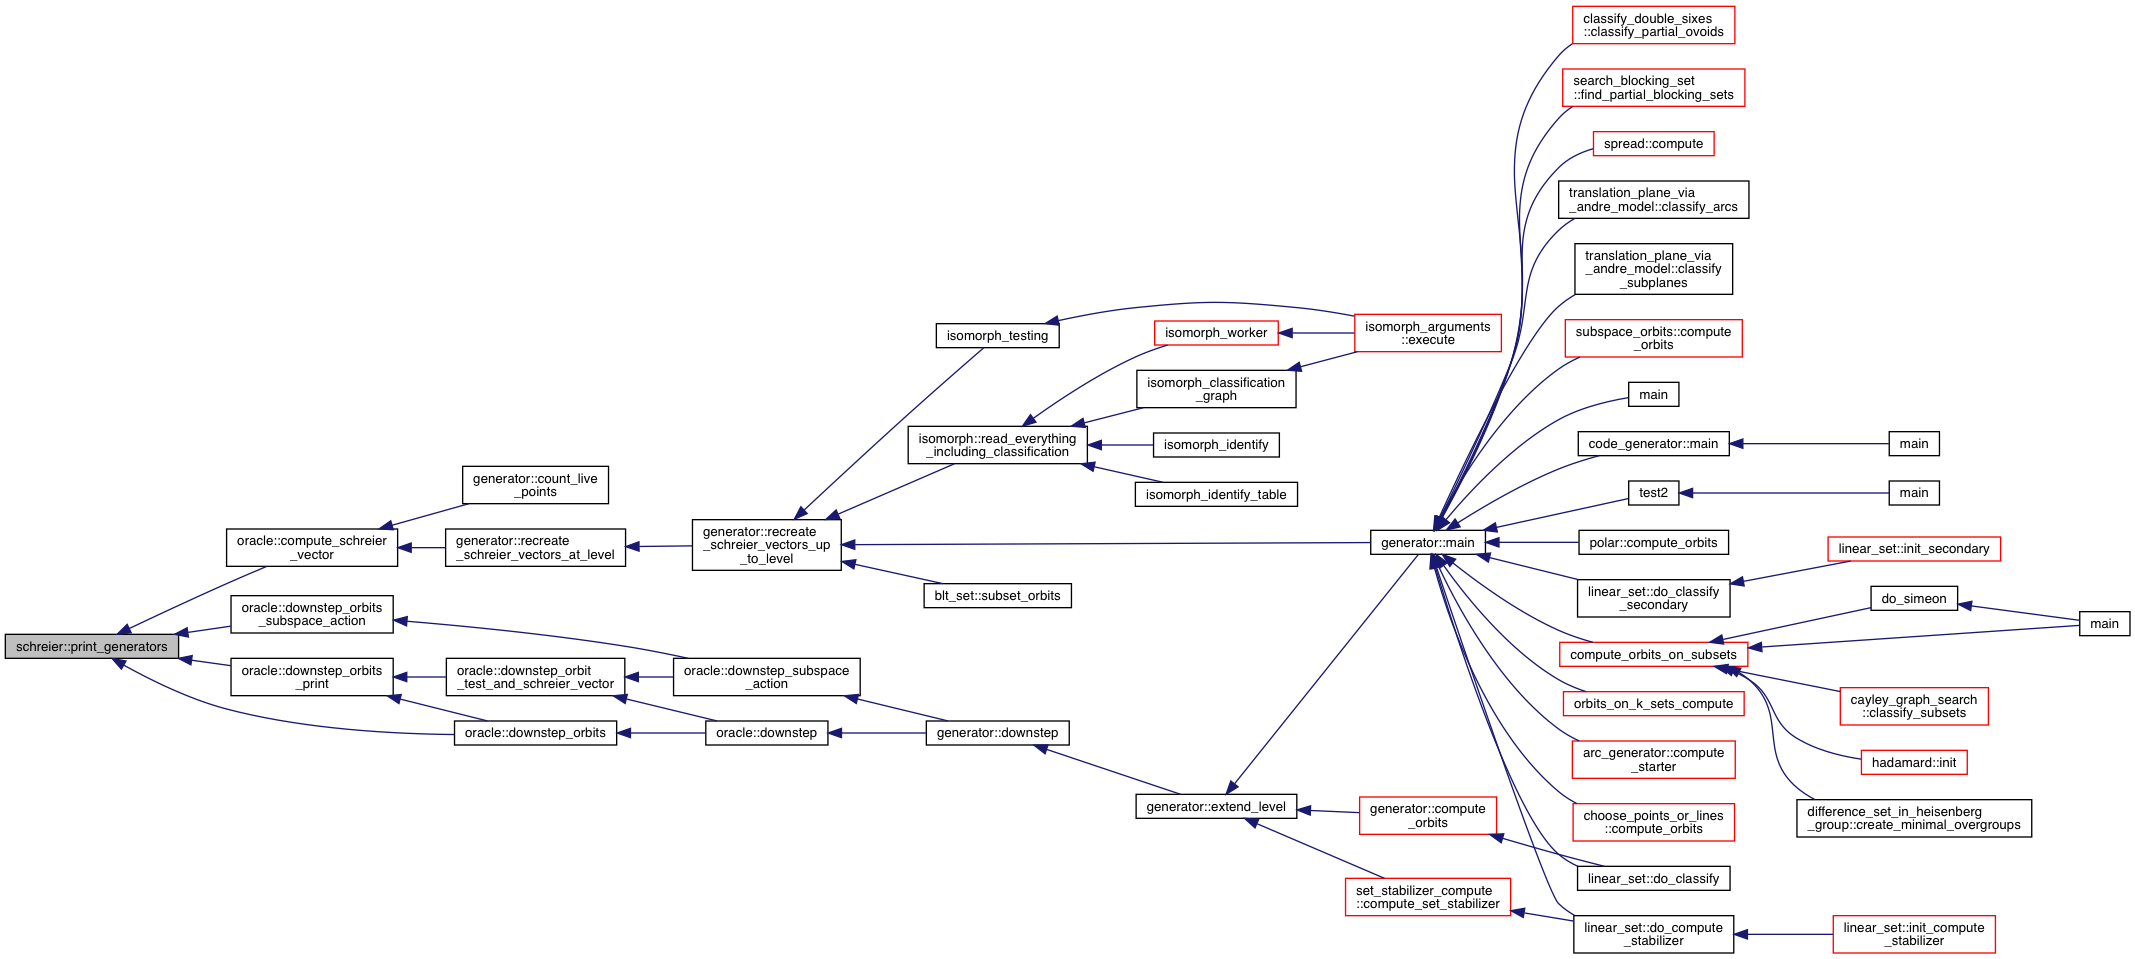 schreier::print_generators
oracle::compute_schreier
_vector
generator::count_live
_points
generator::recreate
_schreier_vectors_at_level
generator::recreate
_schreier_vectors_up
_to_level
isomorph_testing
isomorph_arguments
::execute
isomorph::read_everything
_including_classification
isomorph_worker
isomorph_classification
_graph
isomorph_identify
isomorph_identify_table
blt_set::subset_orbits
generator::main
classify_double_sixes
::classify_partial_ovoids
search_blocking_set
::find_partial_blocking_sets
spread::compute
translation_plane_via
_andre_model::classify_arcs
translation_plane_via
_andre_model::classify
_subplanes
subspace_orbits::compute
_orbits
main
code_generator::main
main
test2
main
polar::compute_orbits
linear_set::do_classify
_secondary
linear_set::init_secondary
compute_orbits_on_subsets
do_simeon
main
cayley_graph_search
::classify_subsets
hadamard::init
difference_set_in_heisenberg
_group::create_minimal_overgroups
orbits_on_k_sets_compute
arc_generator::compute
_starter
choose_points_or_lines
::compute_orbits
linear_set::do_classify
linear_set::do_compute
_stabilizer
linear_set::init_compute
_stabilizer
oracle::downstep_orbits
_subspace_action
oracle::downstep_subspace
_action
generator::downstep
generator::extend_level
generator::compute
_orbits
set_stabilizer_compute
::compute_set_stabilizer
oracle::downstep_orbits
_print
oracle::downstep_orbit
_test_and_schreier_vector
oracle::downstep
oracle::downstep_orbits